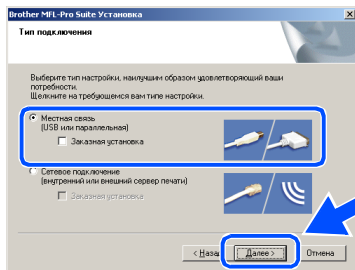 Brother MFL-Pro Suite Установка
Тип подключения
Выберите тип настройки, наилучшим образом удовлетворяющий ваши
потребности.
Щелкните на требующемся вам типе настройки.
Местная связь
(USB или параллельная)
Заказная установка
Сетевое подключение
(внутренний или внешний сервер печати)
Заказная установка
< Назад Далее > Отмена